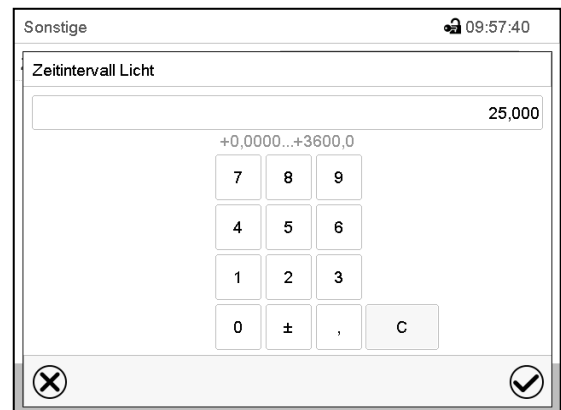 Sonstige 09:57:40
Zeitintervall Licht
25,000
+0,0000...+3600,0
7 8 9
4 5 6
1 2 3
0 ± , C